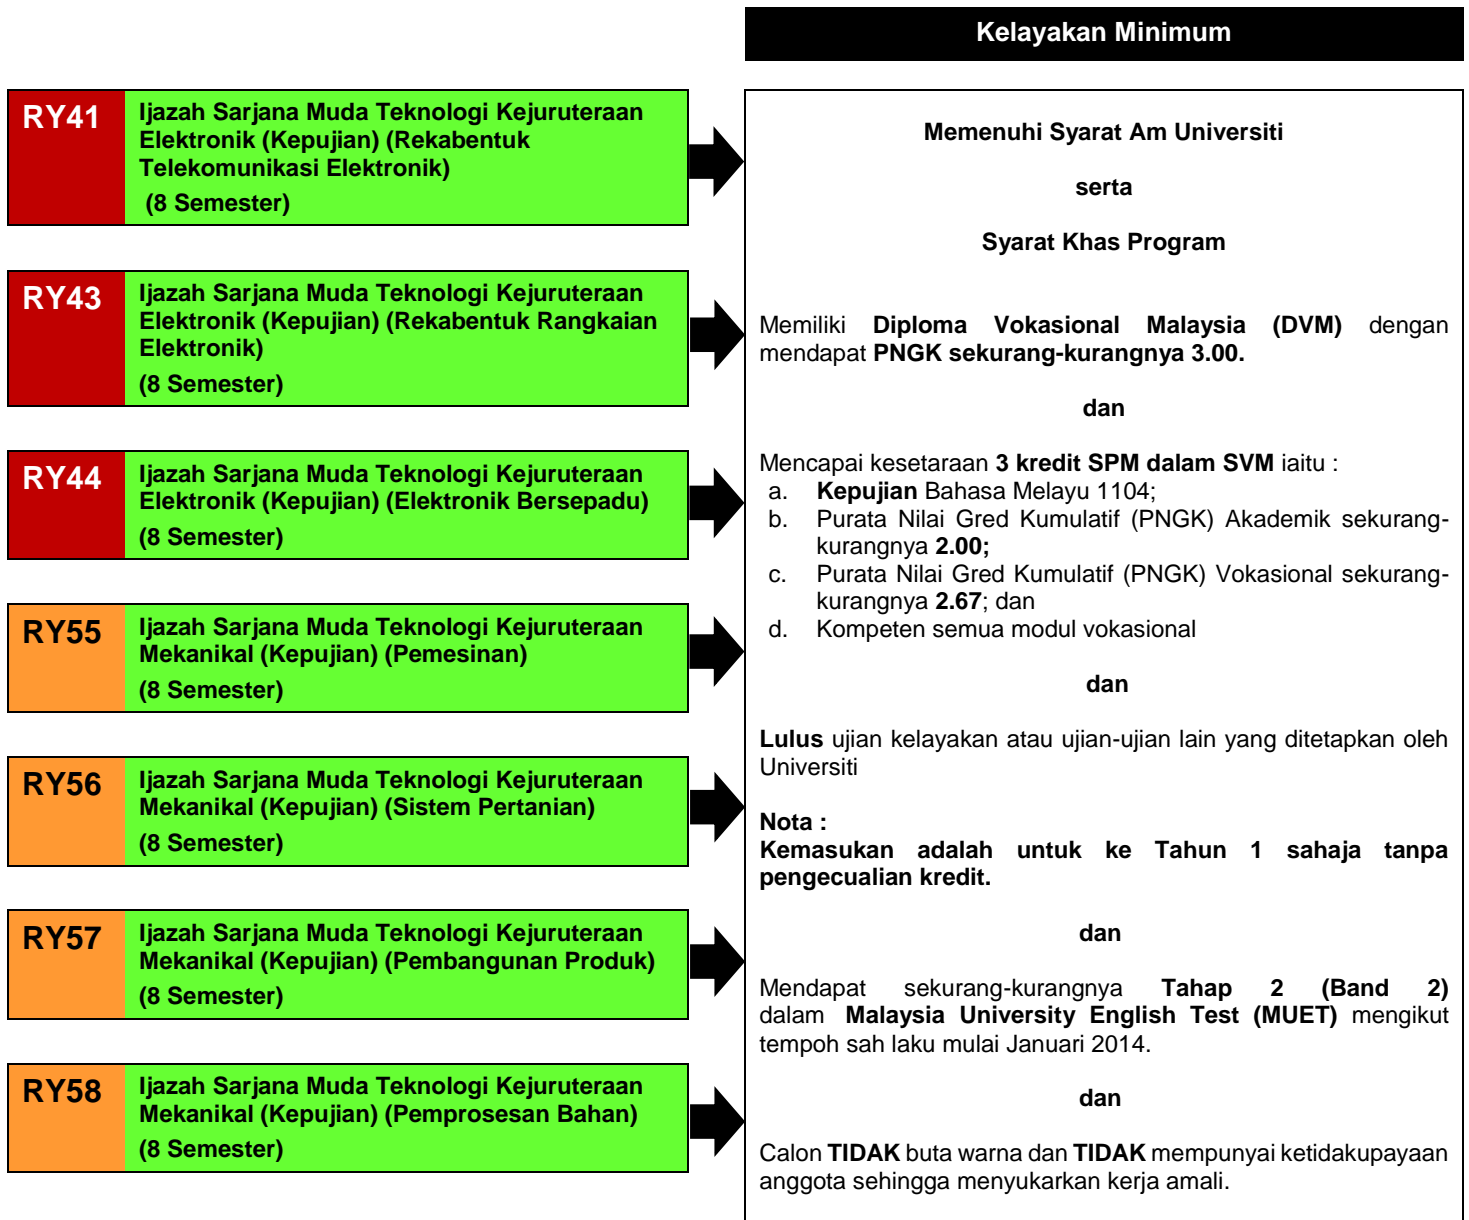 Kelayakan Minimum
RY41
Ijazah Sarjana Muda Teknologi Kejuruteraan
Elektronik (Kepujian) (Rekabentuk
Telekomunikasi Elektronik)
(8 Semester)
RY43
Ijazah Sarjana Muda Teknologi Kejuruteraan
Elektronik (Kepujian) (Rekabentuk Rangkaian
Elektronik)
(8 Semester)
RY44
Ijazah Sarjana Muda Teknologi Kejuruteraan
Elektronik (Kepujian) (Elektronik Bersepadu)
(8 Semester)
RY55
Ijazah Sarjana Muda Teknologi Kejuruteraan
Mekanikal (Kepujian) (Pemesinan)
(8 Semester)
RY56
Ijazah Sarjana Muda Teknologi Kejuruteraan
Mekanikal (Kepujian) (Sistem Pertanian)
(8 Semester)
RY57
Ijazah Sarjana Muda Teknologi Kejuruteraan
Mekanikal (Kepujian) (Pembangunan Produk)
(8 Semester)
RY58
Ijazah Sarjana Muda Teknologi Kejuruteraan
Mekanikal (Kepujian) (Pemprosesan Bahan)
(8 Semester)
Memenuhi Syarat Am Universiti
serta
Syarat Khas Program
Memiliki Diploma Vokasional Malaysia (DVM) dengan
mendapat PNGK sekurang-kurangnya 3.00.
dan
Mencapai kesetaraan 3 kredit SPM dalam SVM iaitu :
a. Kepujian Bahasa Melayu 1104;
b. Purata Nilai Gred Kumulatif (PNGK) Akademik sekurang-
kurangnya 2.00;
c. Purata Nilai Gred Kumulatif (PNGK) Vokasional sekurang-
kurangnya 2.67; dan
d. Kompeten semua modul vokasional
dan
Lulus ujian kelayakan atau ujian-ujian lain yang ditetapkan oleh
Universiti
Nota :
Kemasukan adalah untuk ke Tahun 1 sahaja tanpa
pengecualian kredit.
dan
Mendapat sekurang-kurangnya Tahap 2 (Band 2)
dalam Malaysia University English Test (MUET) mengikut
tempoh sah laku mulai Januari 2014.
dan
Calon TIDAK buta warna dan TIDAK mempunyai ketidakupayaan
anggota sehingga menyukarkan kerja amali.